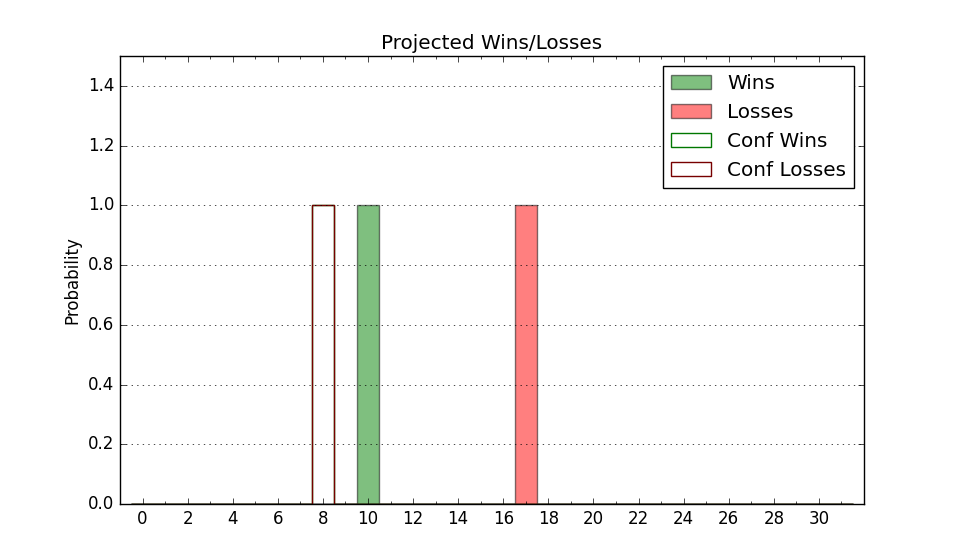 Projected Wins/Losses
Wins
Losses
Conf Wins
Conf Losses
Probability
1.4
1.2
1.0
0.8
0.6
0.4
0.2
0.0
0 2 4 6 8 10 12 14 16 18 20 22 24 26 28 30